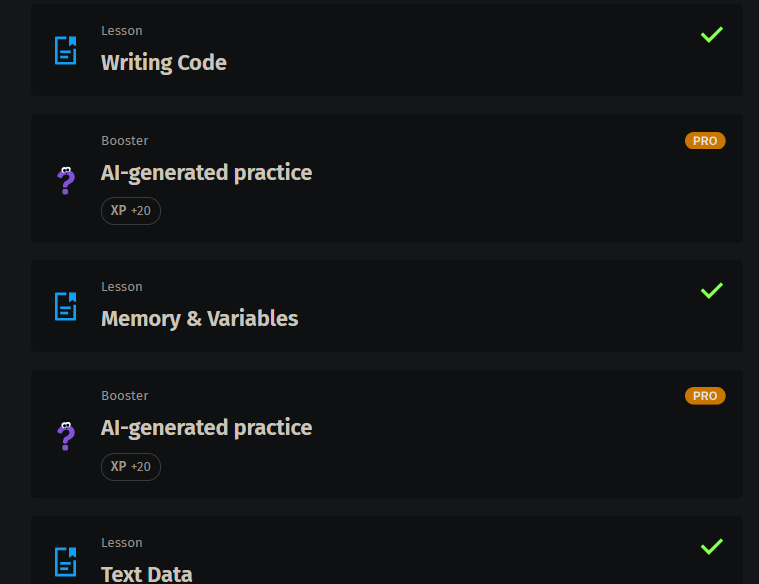 Lesson
Writing Code
Booster
PRO
AI-generated practice
XP +20
Lesson
Memory & Variables
Booster
PRO
AI-generated practice
XP +20
Lesson
Text Data